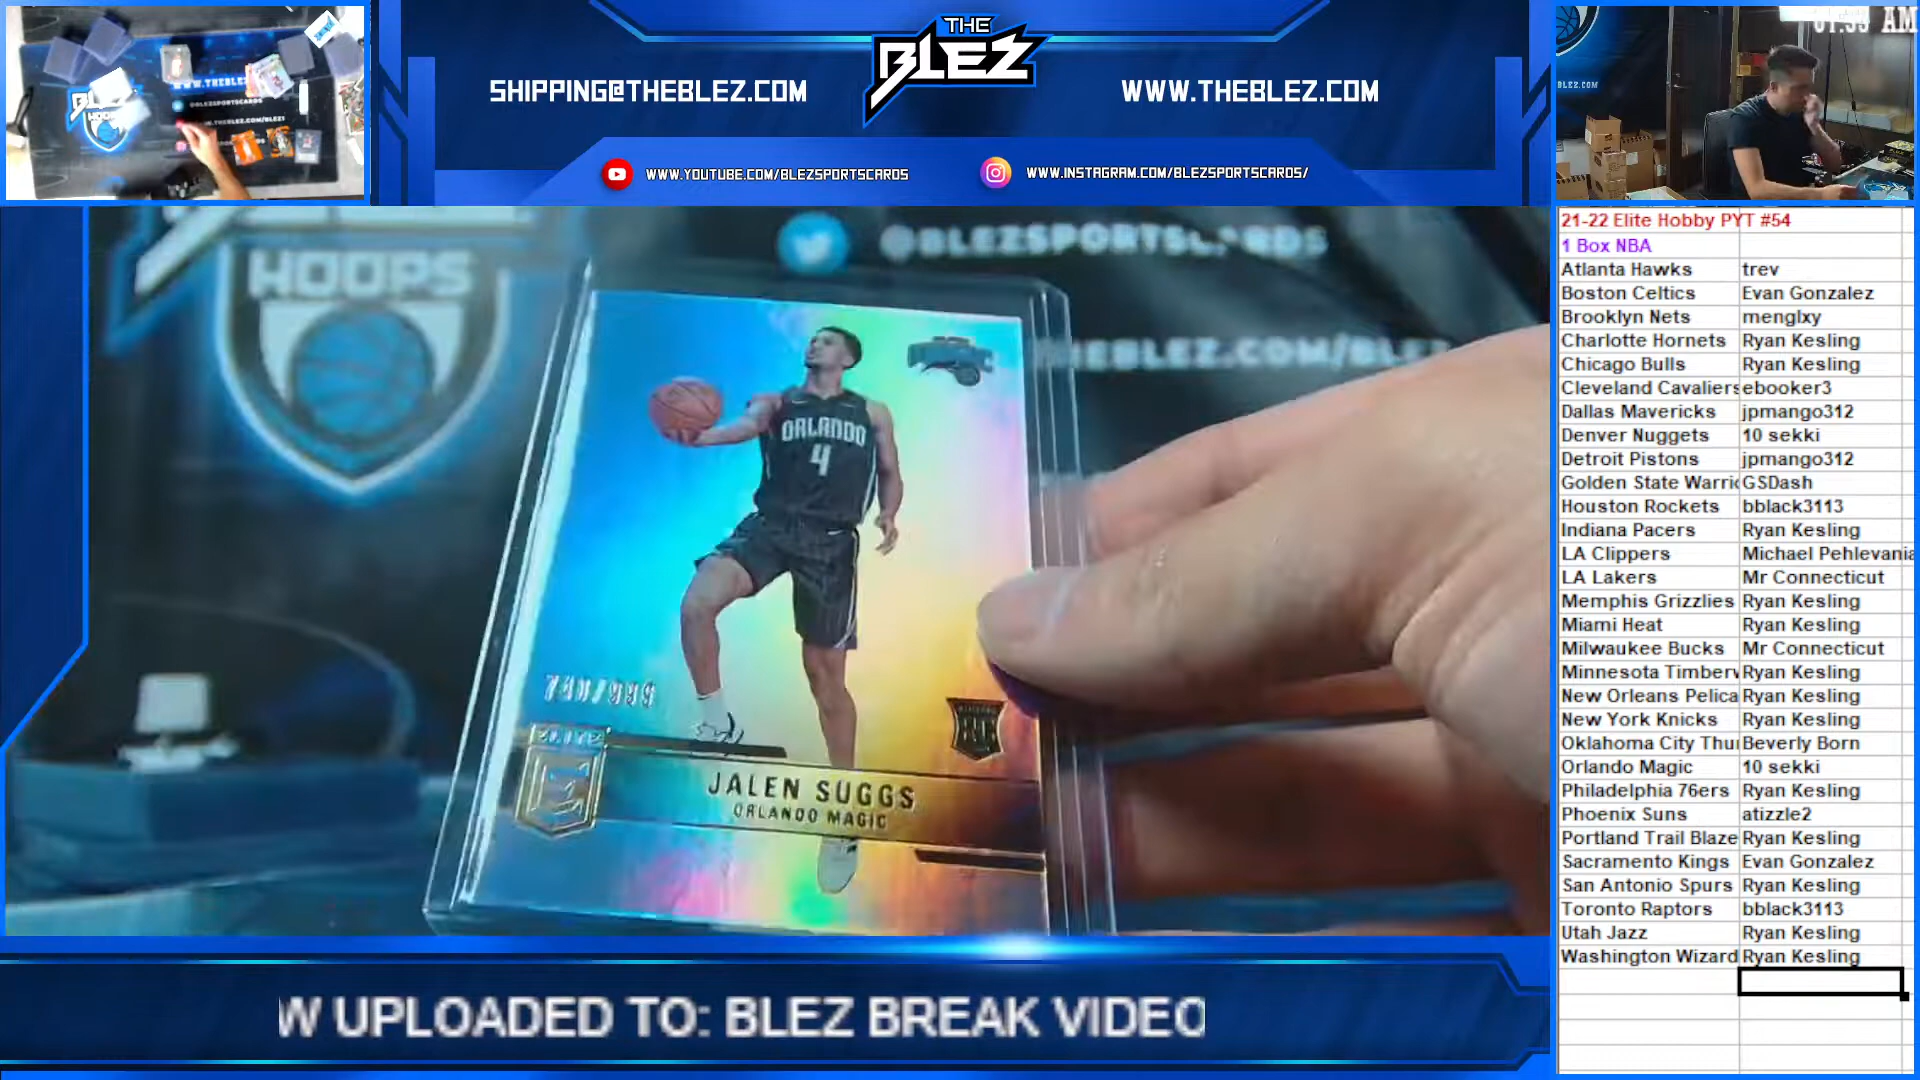 THE
BLEZ
SHIPPING@THEBLEZ.COM
WWW.THEBLEZ.COM
WWW.YOUTUBE.COM/BLEZSPORTSCARDS
WWW.INSTAGRAM.COM/BLEZSPORTSCARDS/
HOOPS
@BLEZSPORTSCARDS
ORLANDO
4
ELITE
JALEN SUGGS
ORLANDO MAGIC
W UPLOADED TO: BLEZ BREAK VIDEO
21-22 Elite Hobby PYT #54
1 Box NBA
Atlanta Hawks trev
Boston Celtics Evan Gonzalez
Brooklyn Nets menglxy
Charlotte Hornets Ryan Kesling
Chicago Bulls Ryan Kesling
Cleveland Cavaliers ebooker3
Dallas Mavericks jpmango312
Denver Nuggets 10 sekki
Detroit Pistons jpmango312
Golden State Warric GSDash
Houston Rockets bblack3113
Indiana Pacers Ryan Kesling
LA Clippers Michael Pehlevania
LA Lakers Mr Connecticut
Memphis Grizzlies Ryan Kesling
Miami Heat Ryan Kesling
Milwaukee Bucks Mr Connecticut
Minnesota Timberv Ryan Kesling
New Orleans Pelica Ryan Kesling
New York Knicks Ryan Kesling
Oklahoma City Thu Beverly Born
Orlando Magic 10 sekki
Philadelphia 76ers Ryan Kesling
Phoenix Suns atizzle2
Portland Trail Blaze Ryan Kesling
Sacramento Kings Evan Gonzalez
San Antonio Spurs Ryan Kesling
Toronto Raptors bblack3113
Utah Jazz Ryan Kesling
Washington Wizard Ryan Kesling